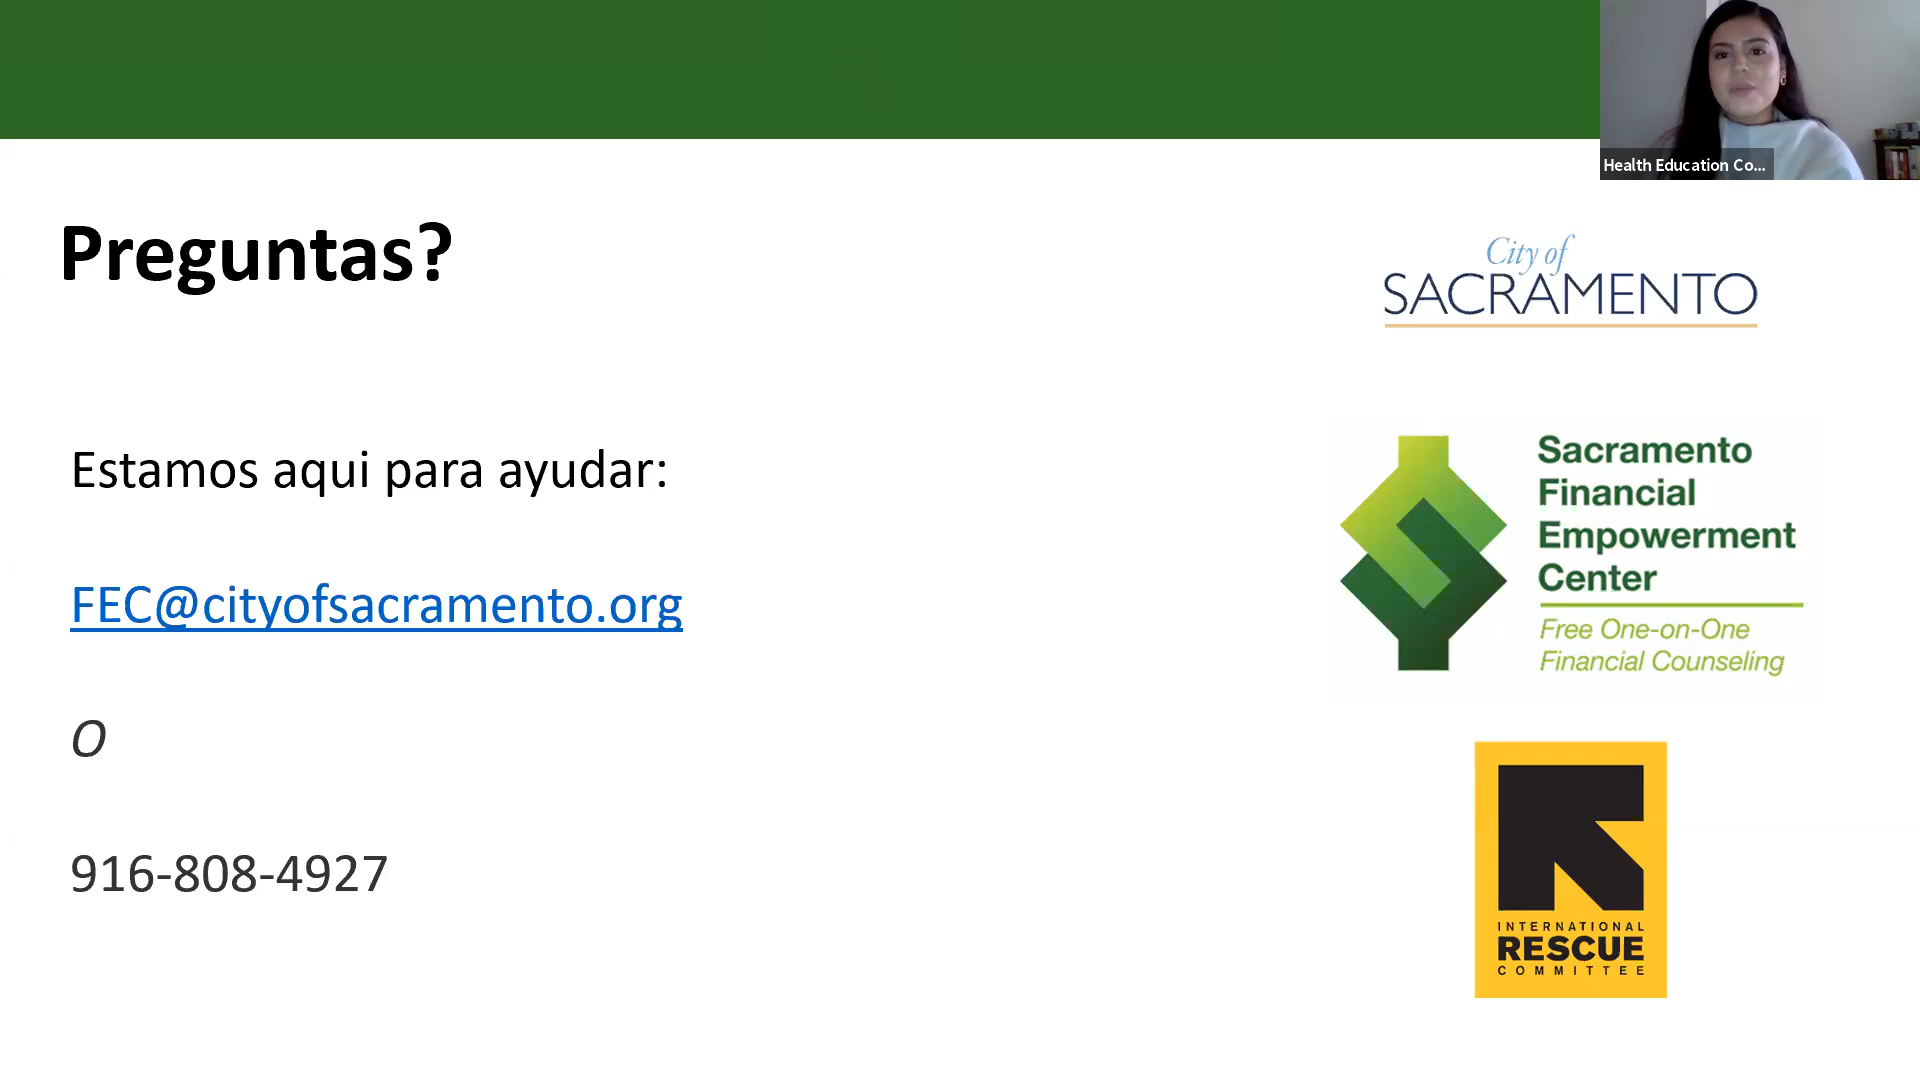 Health Education Co...
Preguntas?
Estamos aqui para ayudar:
FEC@cityofsacramento.org
O
916-808-4927
City of
SACRAMENTO
Sacramento
Financial
Empowerment
Center
Free One-on-One
Financial Counseling
INTERNATIONAL
RESCUE
COMMITTEE